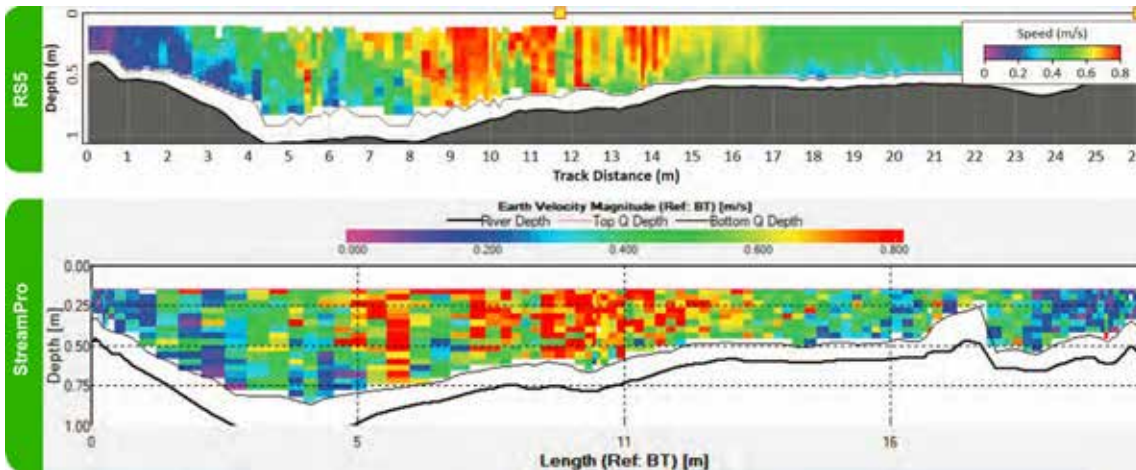 RS5
Depth (m)
0
0.5
1
Speed (m/s)
0 0.2 0.4 0.6 0.8
0 1 2 3 4 5 6 7 8 9 10 11 12 13 14 15 16 17 18 19 20 21 22 23 24 25
Track Distance (m)
StreamPro
Earth Velocity Magnitude (Ref: BT) [m/s]
River Depth Top Q Depth Bottom Q Depth
0.000 0.200 0.400 0.600 0.800
Depth [m]
0.00
0.25
0.50
0.75
1.00
0 5 11 16
Length (Ref: BT) [m]